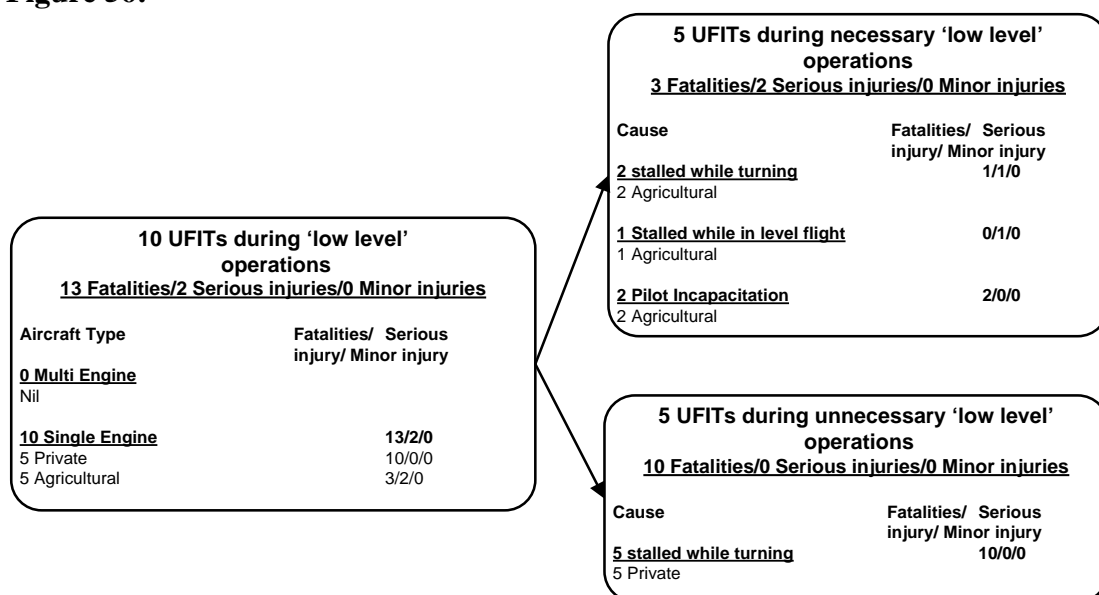 5 UFITs during necessary ‘low level’
operations
3 Fatalities/2 Serious injuries/0 Minor injuries
Cause Fatalities/ Serious
injury/ Minor injury
2 stalled while turning 1/1/0
2 Agricultural
1 Stalled while in level flight 0/1/0
1 Agricultural
2 Pilot Incapacitation 2/0/0
2 Agricultural
10 UFITs during ‘low level’
operations
13 Fatalities/2 Serious injuries/0 Minor injuries
Aircraft Type Fatalities/ Serious
injury/ Minor injury
0 Multi Engine
Nil
10 Single Engine 13/2/0
5 Private 10/0/0
5 Agricultural 3/2/0
5 UFITs during unnecessary ‘low level’
operations
10 Fatalities/0 Serious injuries/0 Minor injuries
Cause Fatalities/ Serious
injury/ Minor injury
5 stalled while turning 10/0/0
5 Private